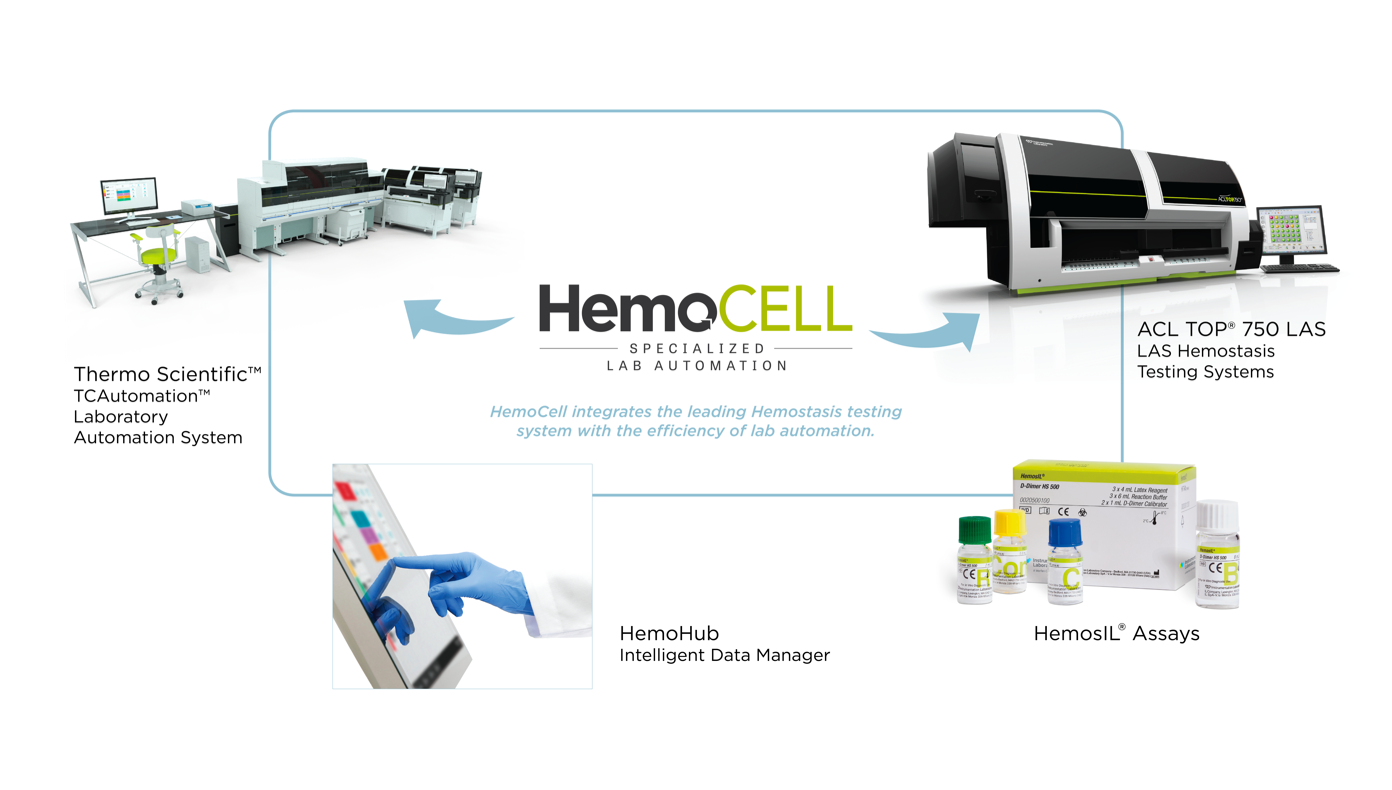 HemoCELL
SPECIALIZED
LAB AUTOMATION
HemoCell integrates the leading Hemostasis testing
system with the efficiency of lab automation.
Thermo Scientific™
TCAutomation™
Laboratory
Automation System
ACL TOP® 750 LAS
LAS Hemostasis
Testing Systems
HemoHub
Intelligent Data Manager
HemosIL®
D-Dimer HS 500
0020500100
3 x 4 mL Latex Reagent
3 x 6 mL Reaction Buffer
2 x 1 mL D-Dimer Calibrator
CE
HemosIL® Assays